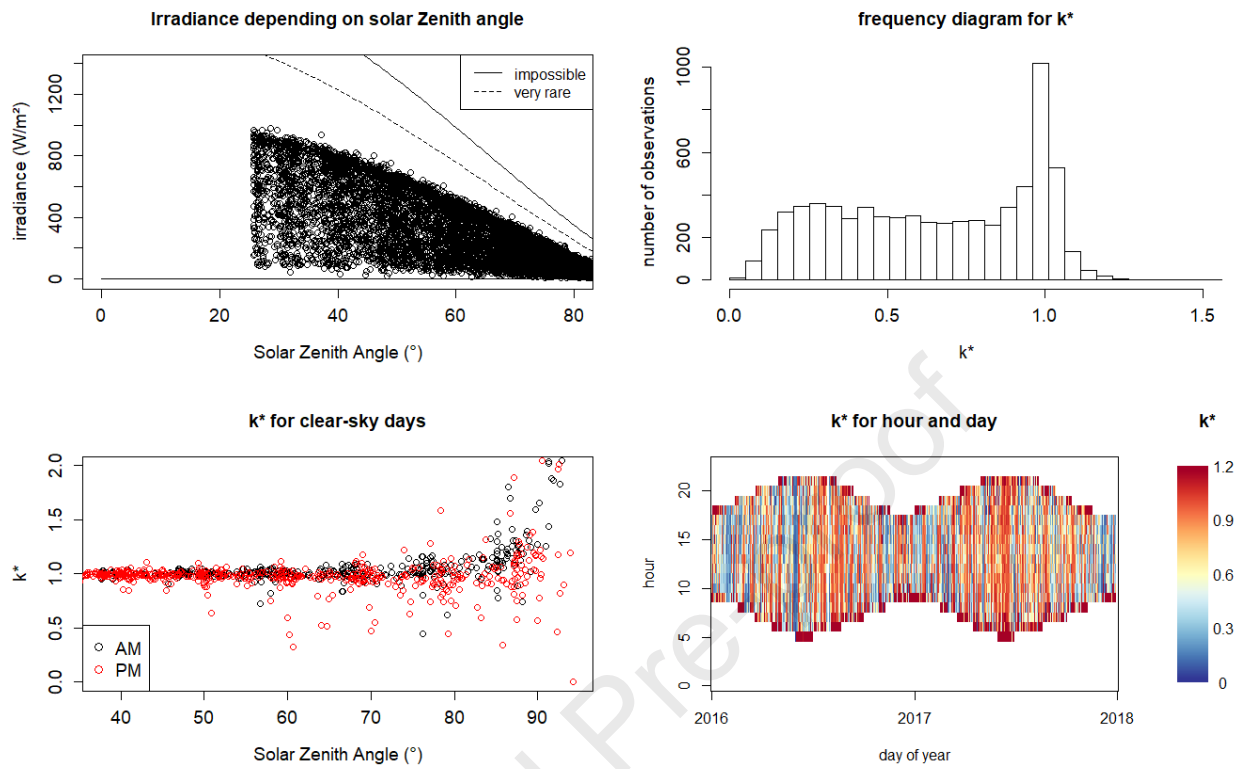 Irradiance depending on solar Zenith angle
irradiance (W/m²)
0 400 800 1200
impossible
very rare
0 20 40 60 80
Solar Zenith Angle (°)
frequency diagram for k*
number of observations
0 200 600 1000
0.0 0.5 1.0 1.5
k*
k* for clear-sky days
k*
0.0 0.5 1.0 1.5 2.0
AM
PM
40 50 60 70 80 90
Solar Zenith Angle (°)
k* for hour and day
hour
0 5 10 15 20
2016 2017 2018
day of year
k*
1.2
0.9
0.6
0.3
0
Pre-proof